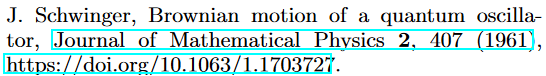 J. Schwinger, Brownian motion of a quantum oscilla-
tor, Journal of Mathematical Physics 2, 407 (1961),
https://doi.org/10.1063/1.1703727.